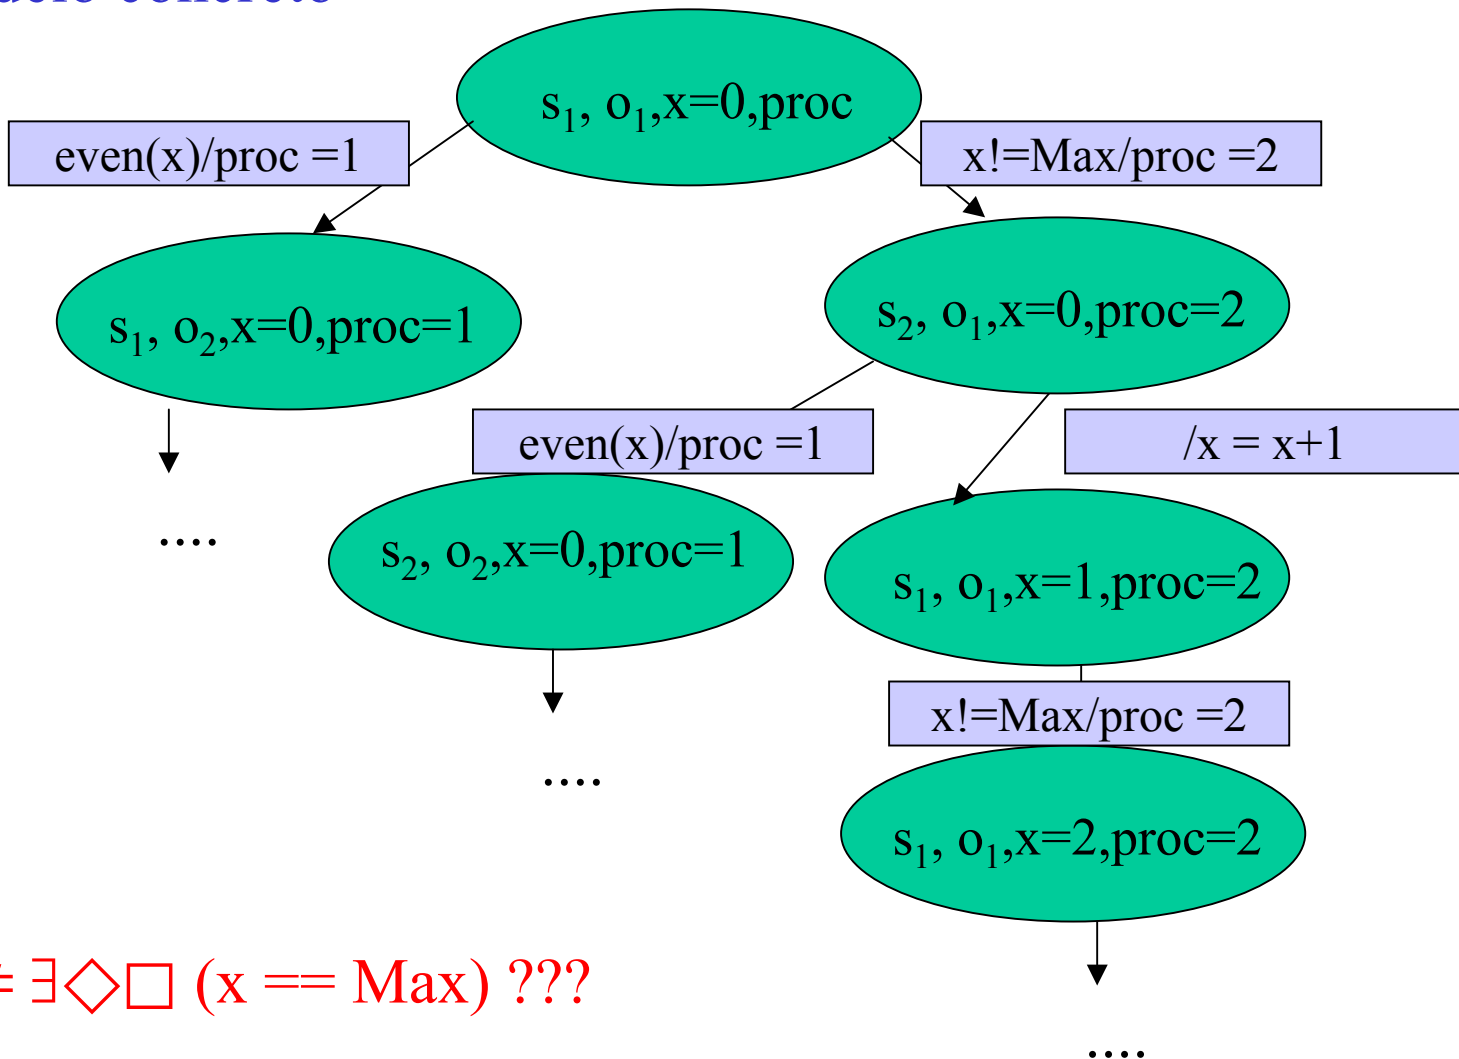 concreto
s₁, o₁,x=0,proc
even(x)/proc =1
x!=Max/proc =2
s₁, o₂,x=0,proc=1
s₂, o₁,x=0,proc=2
even(x)/proc =1
/x = x+1
....
s₂, o₂,x=0,proc=1
s₁, o₁,x=1,proc=2
x!=Max/proc =2
....
s₁, o₁,x=2,proc=2
∃◇□ (x == Max) ???
....